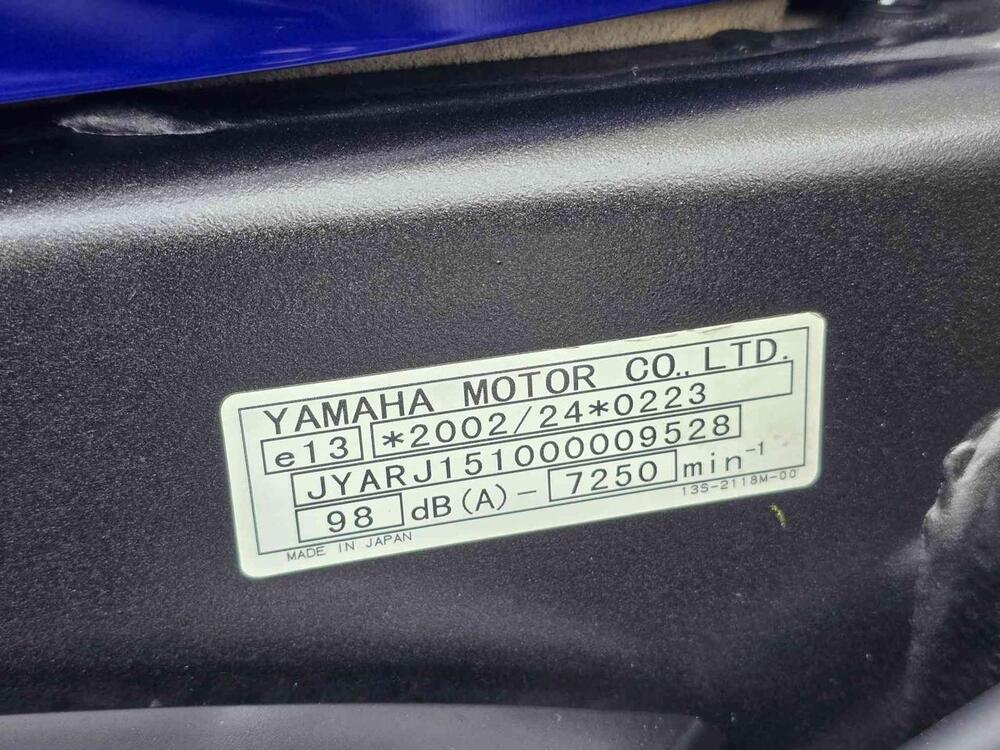 YAMAHA MOTOR CO., LTD.
e13 *2002/24*0223
JYARJ151000009528
98 dB(A) - 7250 min-1
MADE IN JAPAN 13S-2118M-00